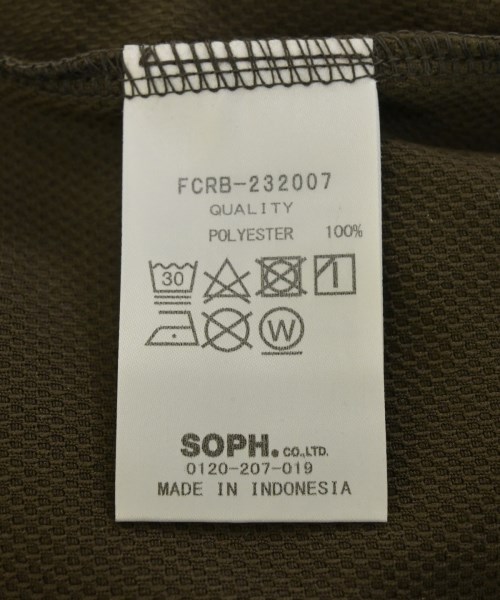 FCRB-232007
QUALITY
POLYESTER 100%
30
W
SOPH. CO.,LTD.
0120-207-019
MADE IN INDONESIA